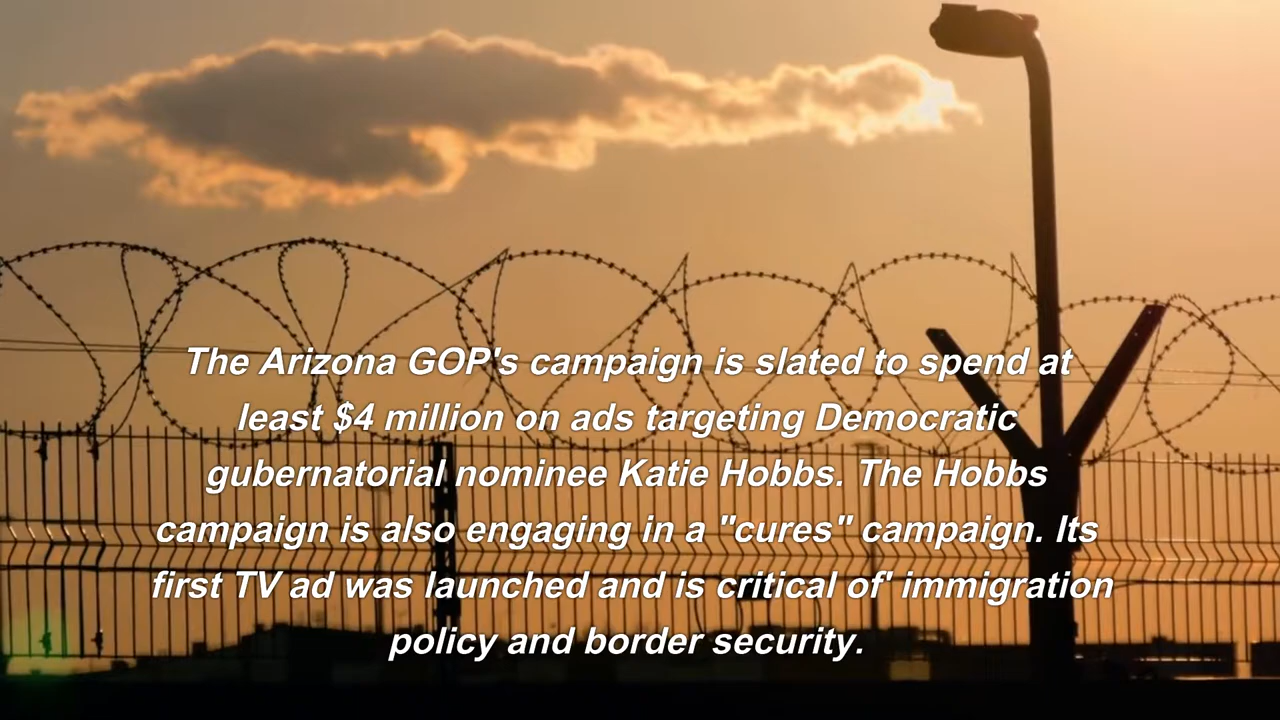 The Arizona GOP's campaign is slated to spend at
least $4 million on ads targeting Democratic
gubernatorial nominee Katie Hobbs. The Hobbs
campaign is also engaging in a "cures" campaign. Its
first TV ad was launched and is critical of' immigration
policy and border security.